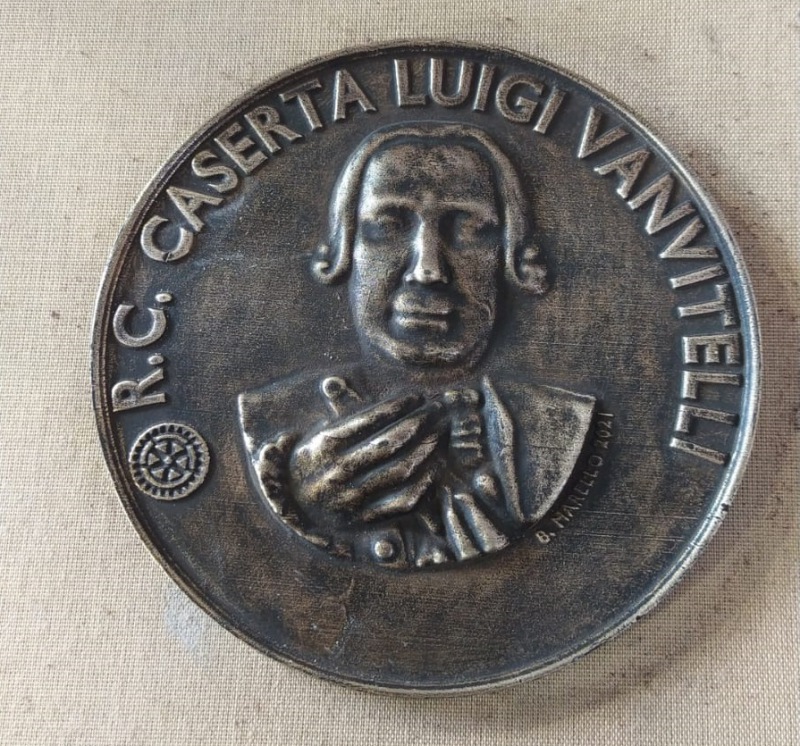 R.C. CASERTA LUIGI VANVITELLI
B. MARELLO 2021